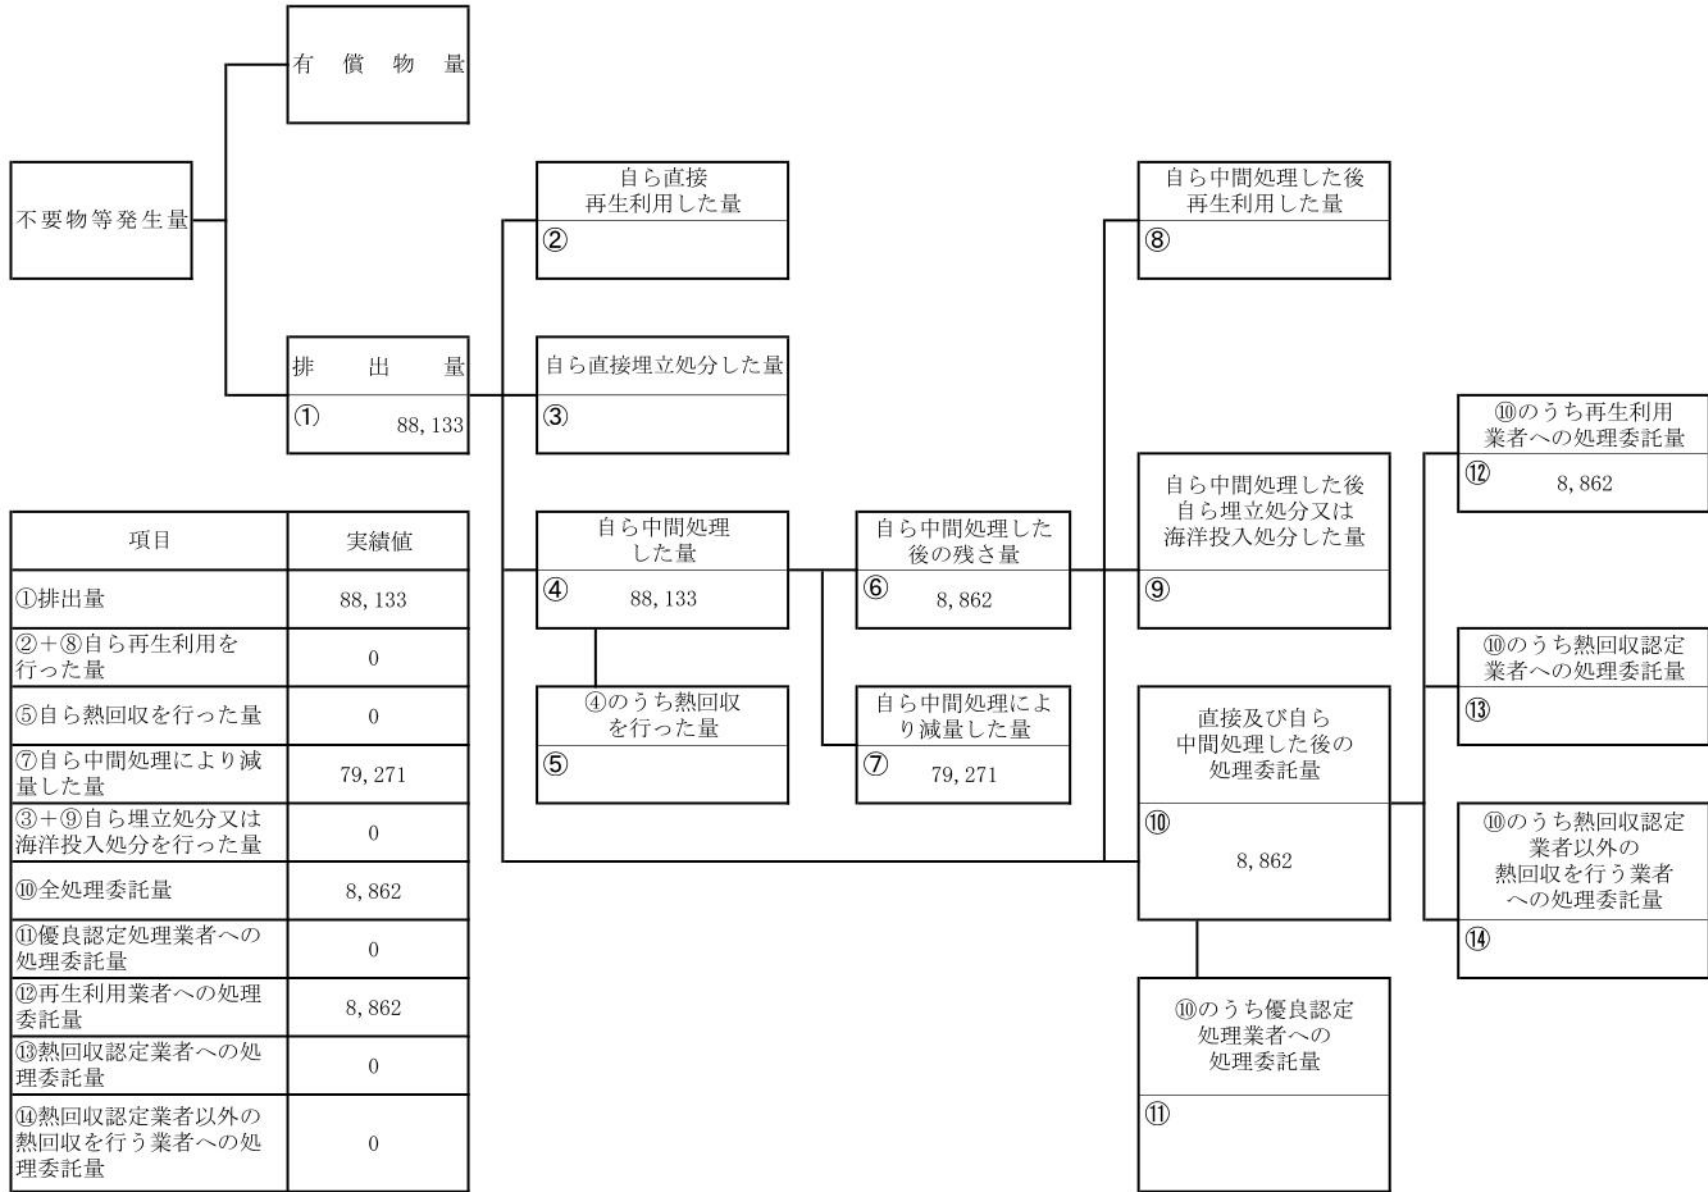 有償物量
不要物等発生量
排出量
①
88,133
自ら直接
再生利用した量
②
自ら直接埋立処分した量
③
自ら中間処理
した量
④
88,133
④のうち熱回収
を行った量
⑤
自ら中間処理した
後の残さ量
⑥
8,862
自ら中間処理によ
り減量した量
⑦
79,271
自ら中間処理した後
再生利用した量
⑧
自ら中間処理した後
自ら埋立処分又は
海洋投入処分した量
⑨
直接及び自ら
中間処理した後の
処理委託量
⑩
8,862
⑩のうち優良認定
処理業者への
処理委託量
⑪
⑩のうち再生利用
業者への処理委託量
⑫
8,862
⑩のうち熱回収認定
業者への処理委託量
⑬
⑩のうち熱回収認定
業者以外の
熱回収を行う業者
への処理委託量
⑭
項目 実績値
①排出量 88,133
②＋⑧自ら再生利用を
行った量
0
⑤自ら熱回収を行った量 0
⑦自ら中間処理により減
量した量
79,271
③＋⑨自ら埋立処分又は
海洋投入処分を行った量
0
⑩全処理委託量 8,862
⑪優良認定処理業者への
処理委託量
0
⑫再生利用業者への処理
委託量
8,862
⑬熱回収認定業者への処
理委託量
0
⑭熱回収認定業者以外の
熱回収を行う業者への処
理委託量
0